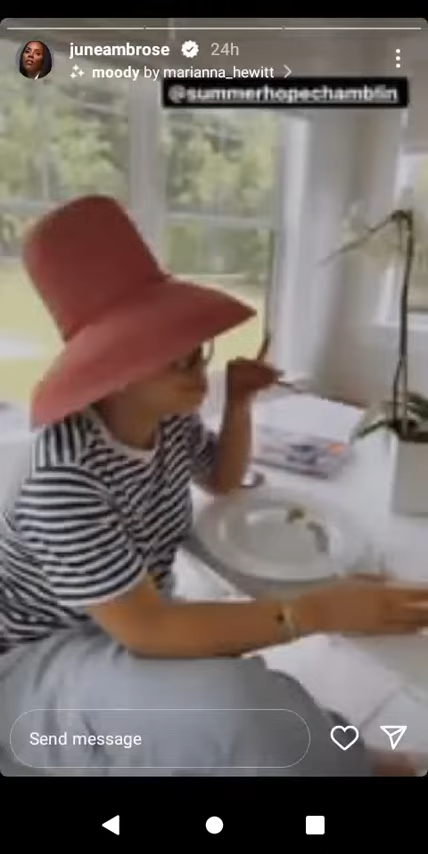 juneambrose 24h
moody by marianna_hewitt
@summerhopechamblin
Send message